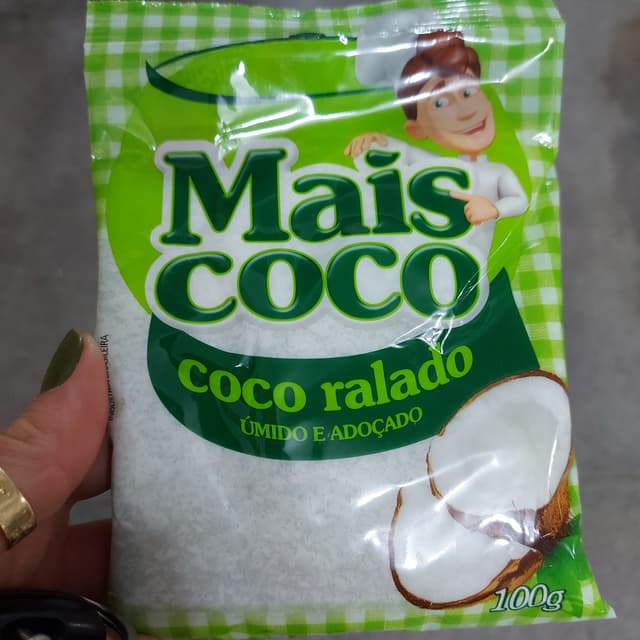 Mais
coco
coco ralado
ÚMIDO E ADOÇADO
100g